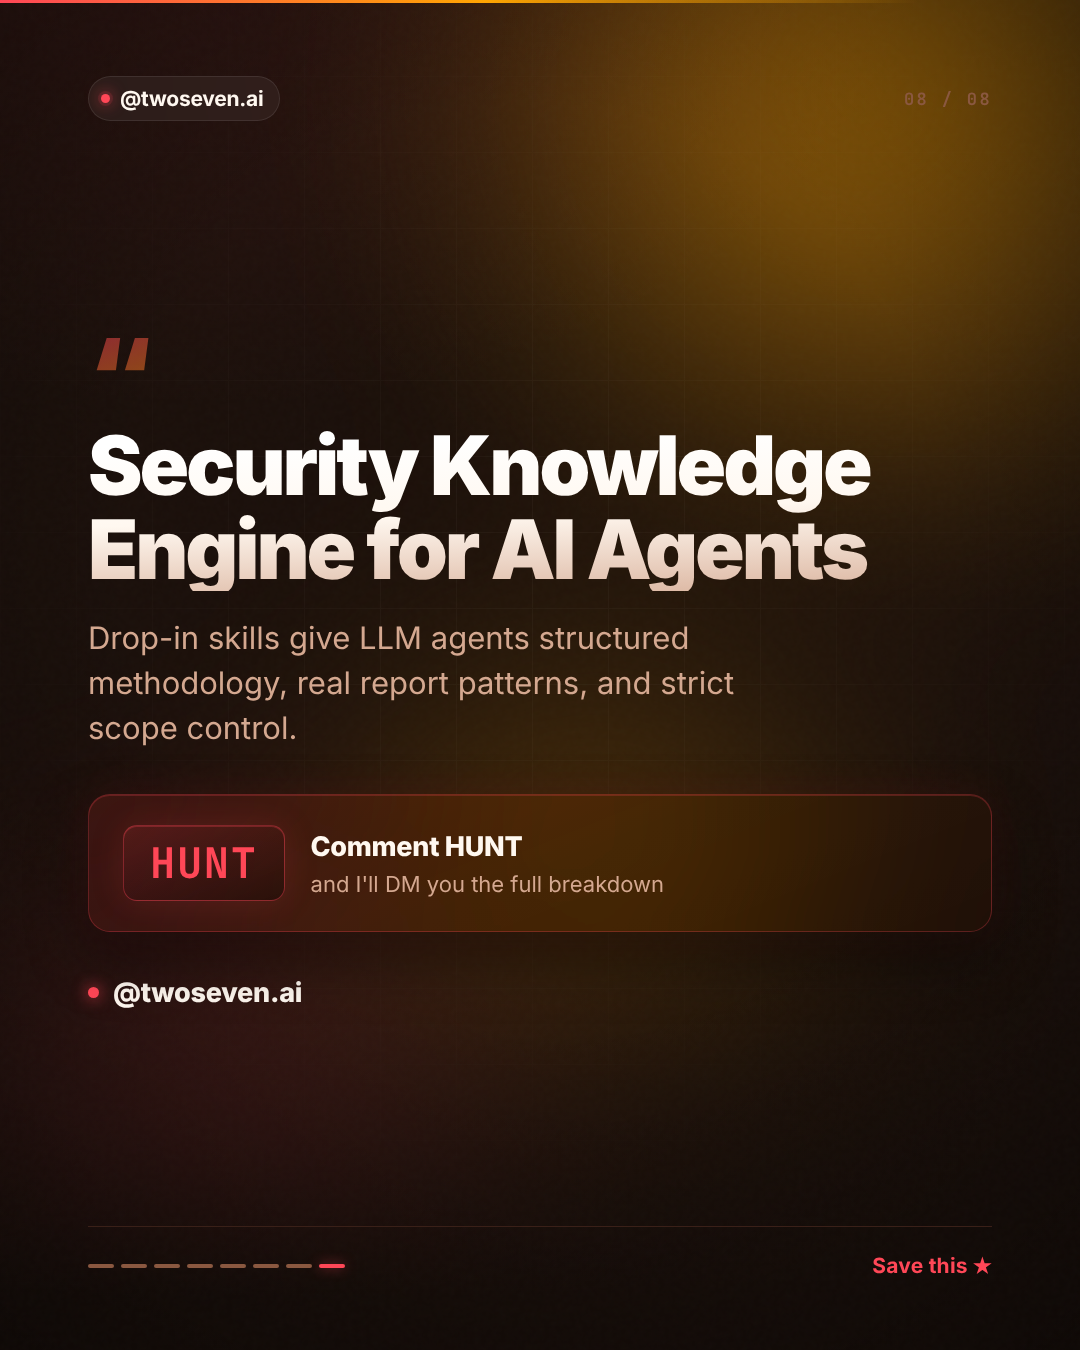 @twoseven.ai
08 / 08
“
Security Knowledge
Engine for AI Agents
Drop-in skills give LLM agents structured
methodology, real report patterns, and strict
scope control.
HUNT
Comment HUNT
and I'll DM you the full breakdown
@twoseven.ai
Save this ★